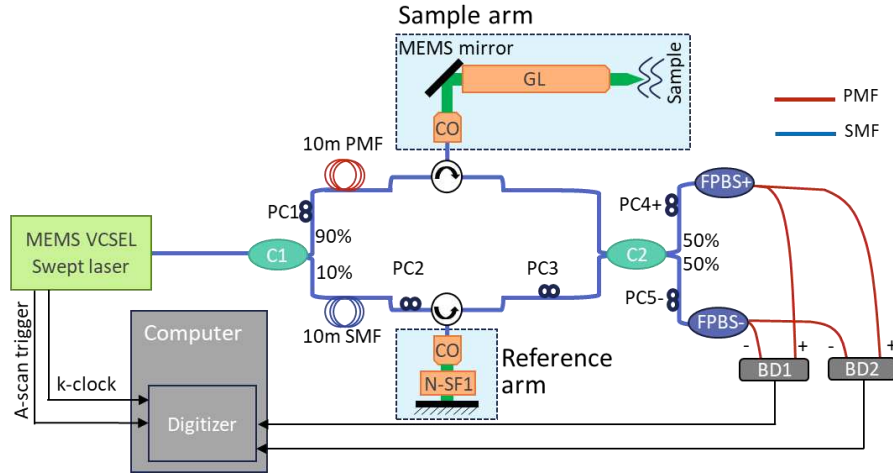 Sample arm
MEMS mirror
GL
Sample
CO
PMF
SMF
10m PMF
PC1
90%
10%
MEMS VCSEL
Swept laser
C1
PC2
PC3
10m SMF
C2
50%
50%
PC4+
PC5-
FPBS+
FPBS-
- + - +
BD1 BD2
CO
N-SF1
Reference
arm
A-scan trigger
k-clock
Computer
Digitizer